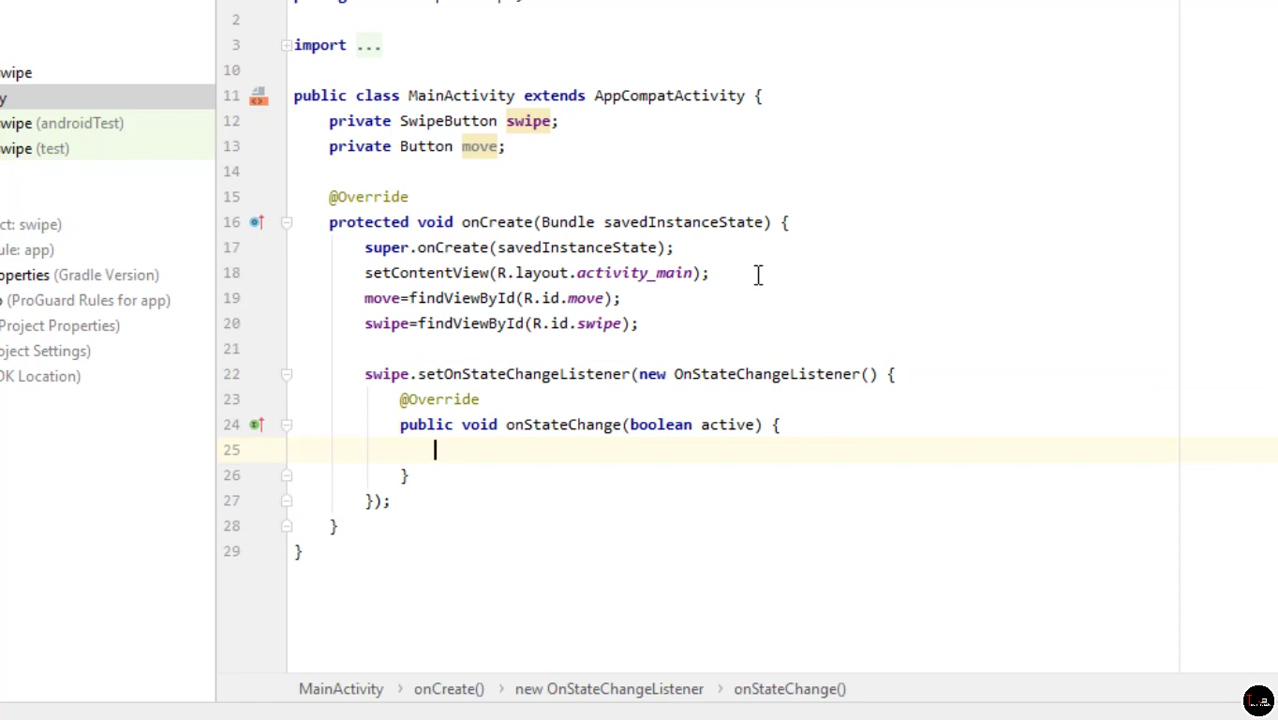 2
3 import ...
10
11 public class MainActivity extends AppCompatActivity {
12 private SwipeButton swipe;
13 private Button move;
14
15 @Override
16 protected void onCreate(Bundle savedInstanceState) {
17 super.onCreate(savedInstanceState);
18 setContentView(R.layout.activity_main);
19 move=findViewById(R.id.move);
20 swipe=findViewById(R.id.swipe);
21
22 swipe.setOnStateChangeListener(new OnStateChangeListener() {
23 @Override
24 public void onStateChange(boolean active) {
25
26 }
27 });
28 }
29 }
wipe
y
wipe (androidTest)
wipe (test)
ct: swipe)
ule: app)
operties (Gradle Version)
o (ProGuard Rules for app)
Project Properties)
oject Settings)
OK Location)
MainActivity › onCreate() › new OnStateChangeListener › onStateChange()